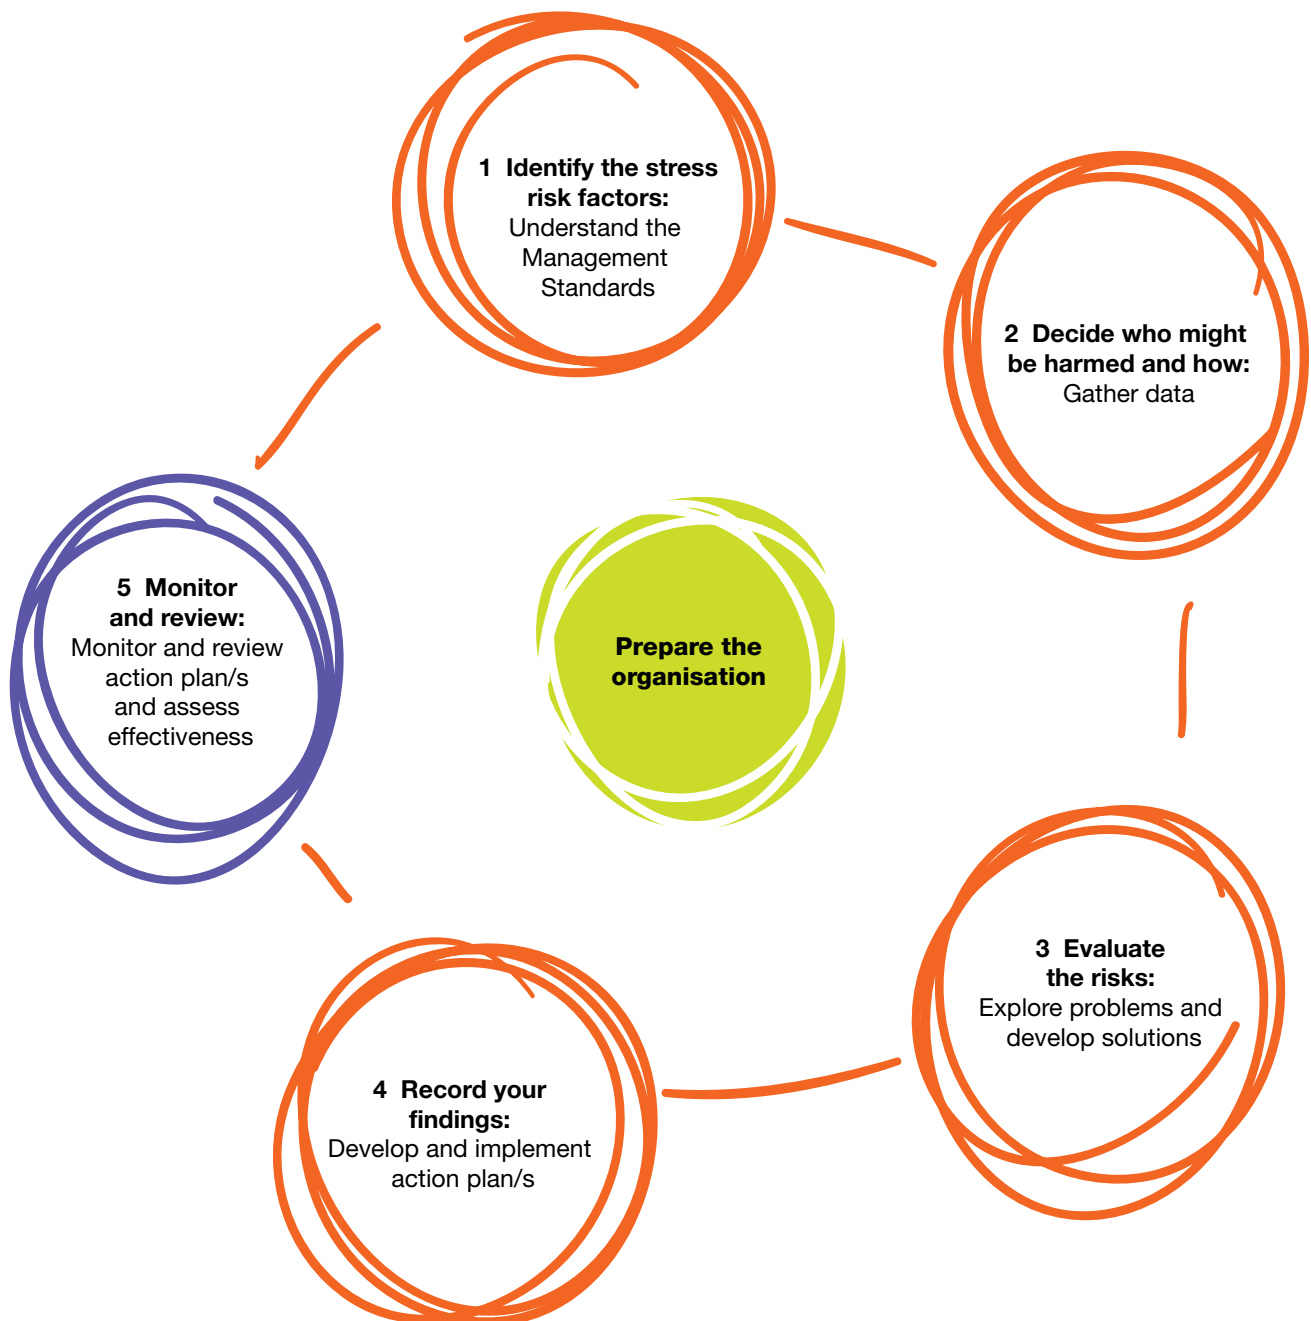 1 Identify the stress
risk factors:
Understand the
Management
Standards
2 Decide who might
be harmed and how:
Gather data
3 Evaluate
the risks:
Explore problems and
develop solutions
4 Record your
findings:
Develop and implement
action plan/s
5 Monitor
and review:
Monitor and review
action plan/s
and assess
effectiveness
Prepare the
organisation